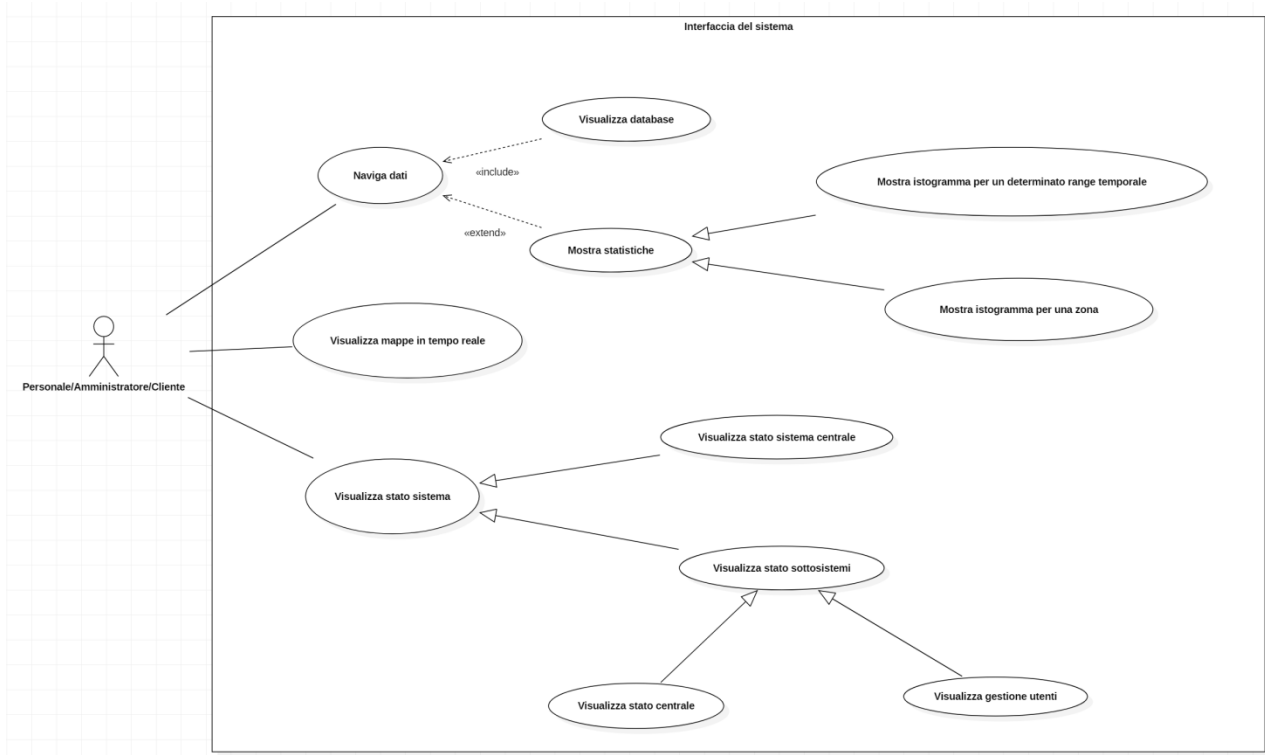 Interfaccia del sistema
Visualizza database
Naviga dati
«include»
Mostra istogramma per un determinato range temporale
«extend»
Mostra statistiche
Mostra istogramma per una zona
Visualizza mappe in tempo reale
Personale/Amministratore/Cliente
Visualizza stato sistema centrale
Visualizza stato sistema
Visualizza stato sottosistemi
Visualizza stato centrale
Visualizza gestione utenti